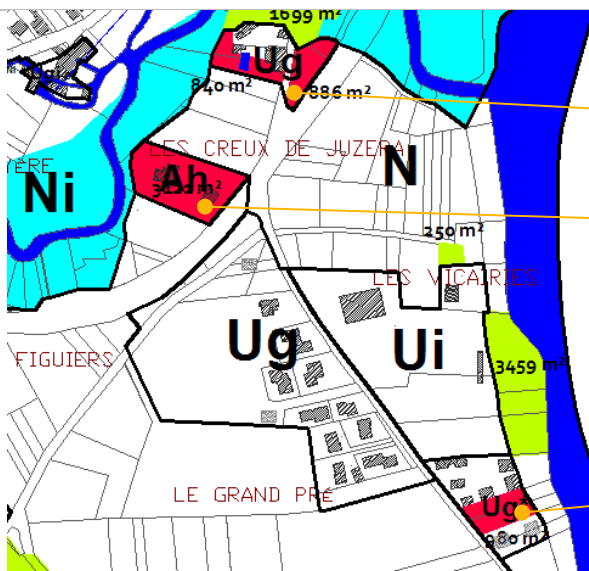 1699 m²
Ug
840 m²
886 m²
LES CREUX DE JUZERA
N
Ni
Ah
250 m²
LES VICAIRIES
Ug
Ui
FIGUIERS
3459 m²
LE GRAND PRÉ
Ug*
980 m²